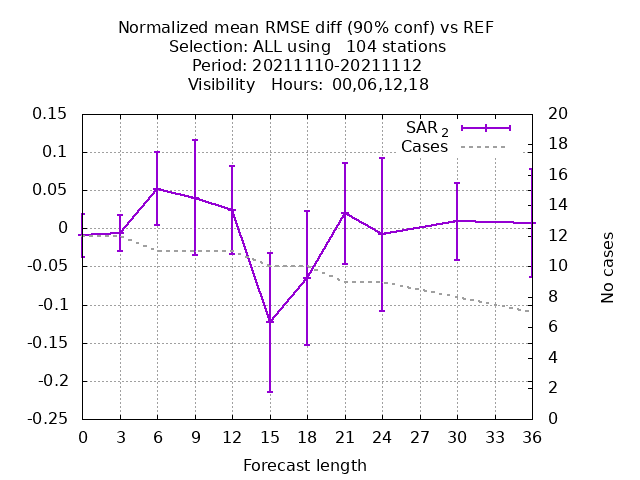 Normalized mean RMSE diff (90% conf) vs REF
Selection: ALL using   104 stations
Period: 20211110-20211112
Visibility   Hours: 00,06,12,18
SAR 2
Cases
0.15
0.1
0.05
0
-0.05
-0.1
-0.15
-0.2
-0.25
20
18
16
14
12
10
8
6
4
2
0
No cases
0 3 6 9 12 15 18 21 24 27 30 33 36
Forecast length